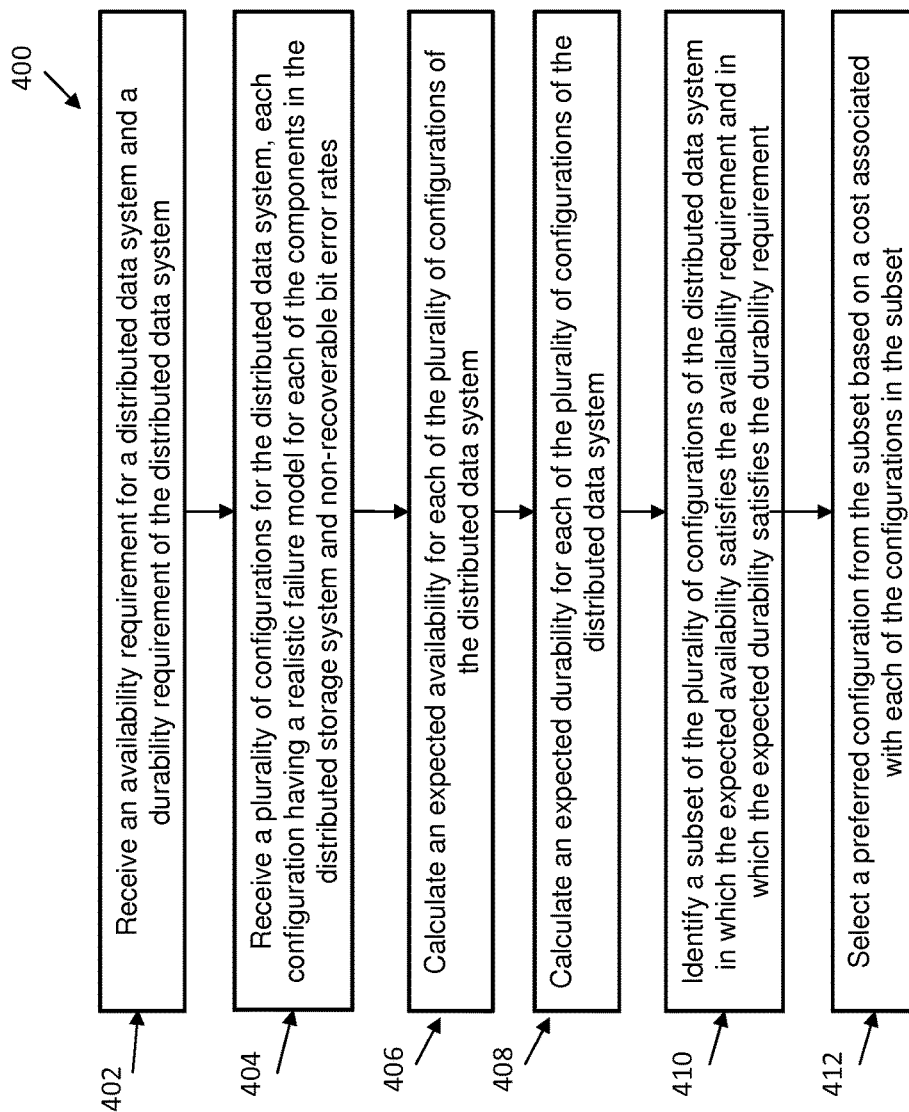 400
402
Receive an availability requirement for a distributed data system and a
durability requirement of the distributed data system
404
Receive a plurality of configurations for the distributed data system, each
configuration having a realistic failure model for each of the components in the
distributed storage system and non-recoverable bit error rates
406
Calculate an expected availability for each of the plurality of configurations of
the distributed data system
408
Calculate an expected durability for each of the plurality of configurations of the
distributed data system
410
Identify a subset of the plurality of configurations of the distributed data system
in which the expected availability satisfies the availability requirement and in
which the expected durability satisfies the durability requirement
412
Select a preferred configuration from the subset based on a cost associated
with each of the configurations in the subset